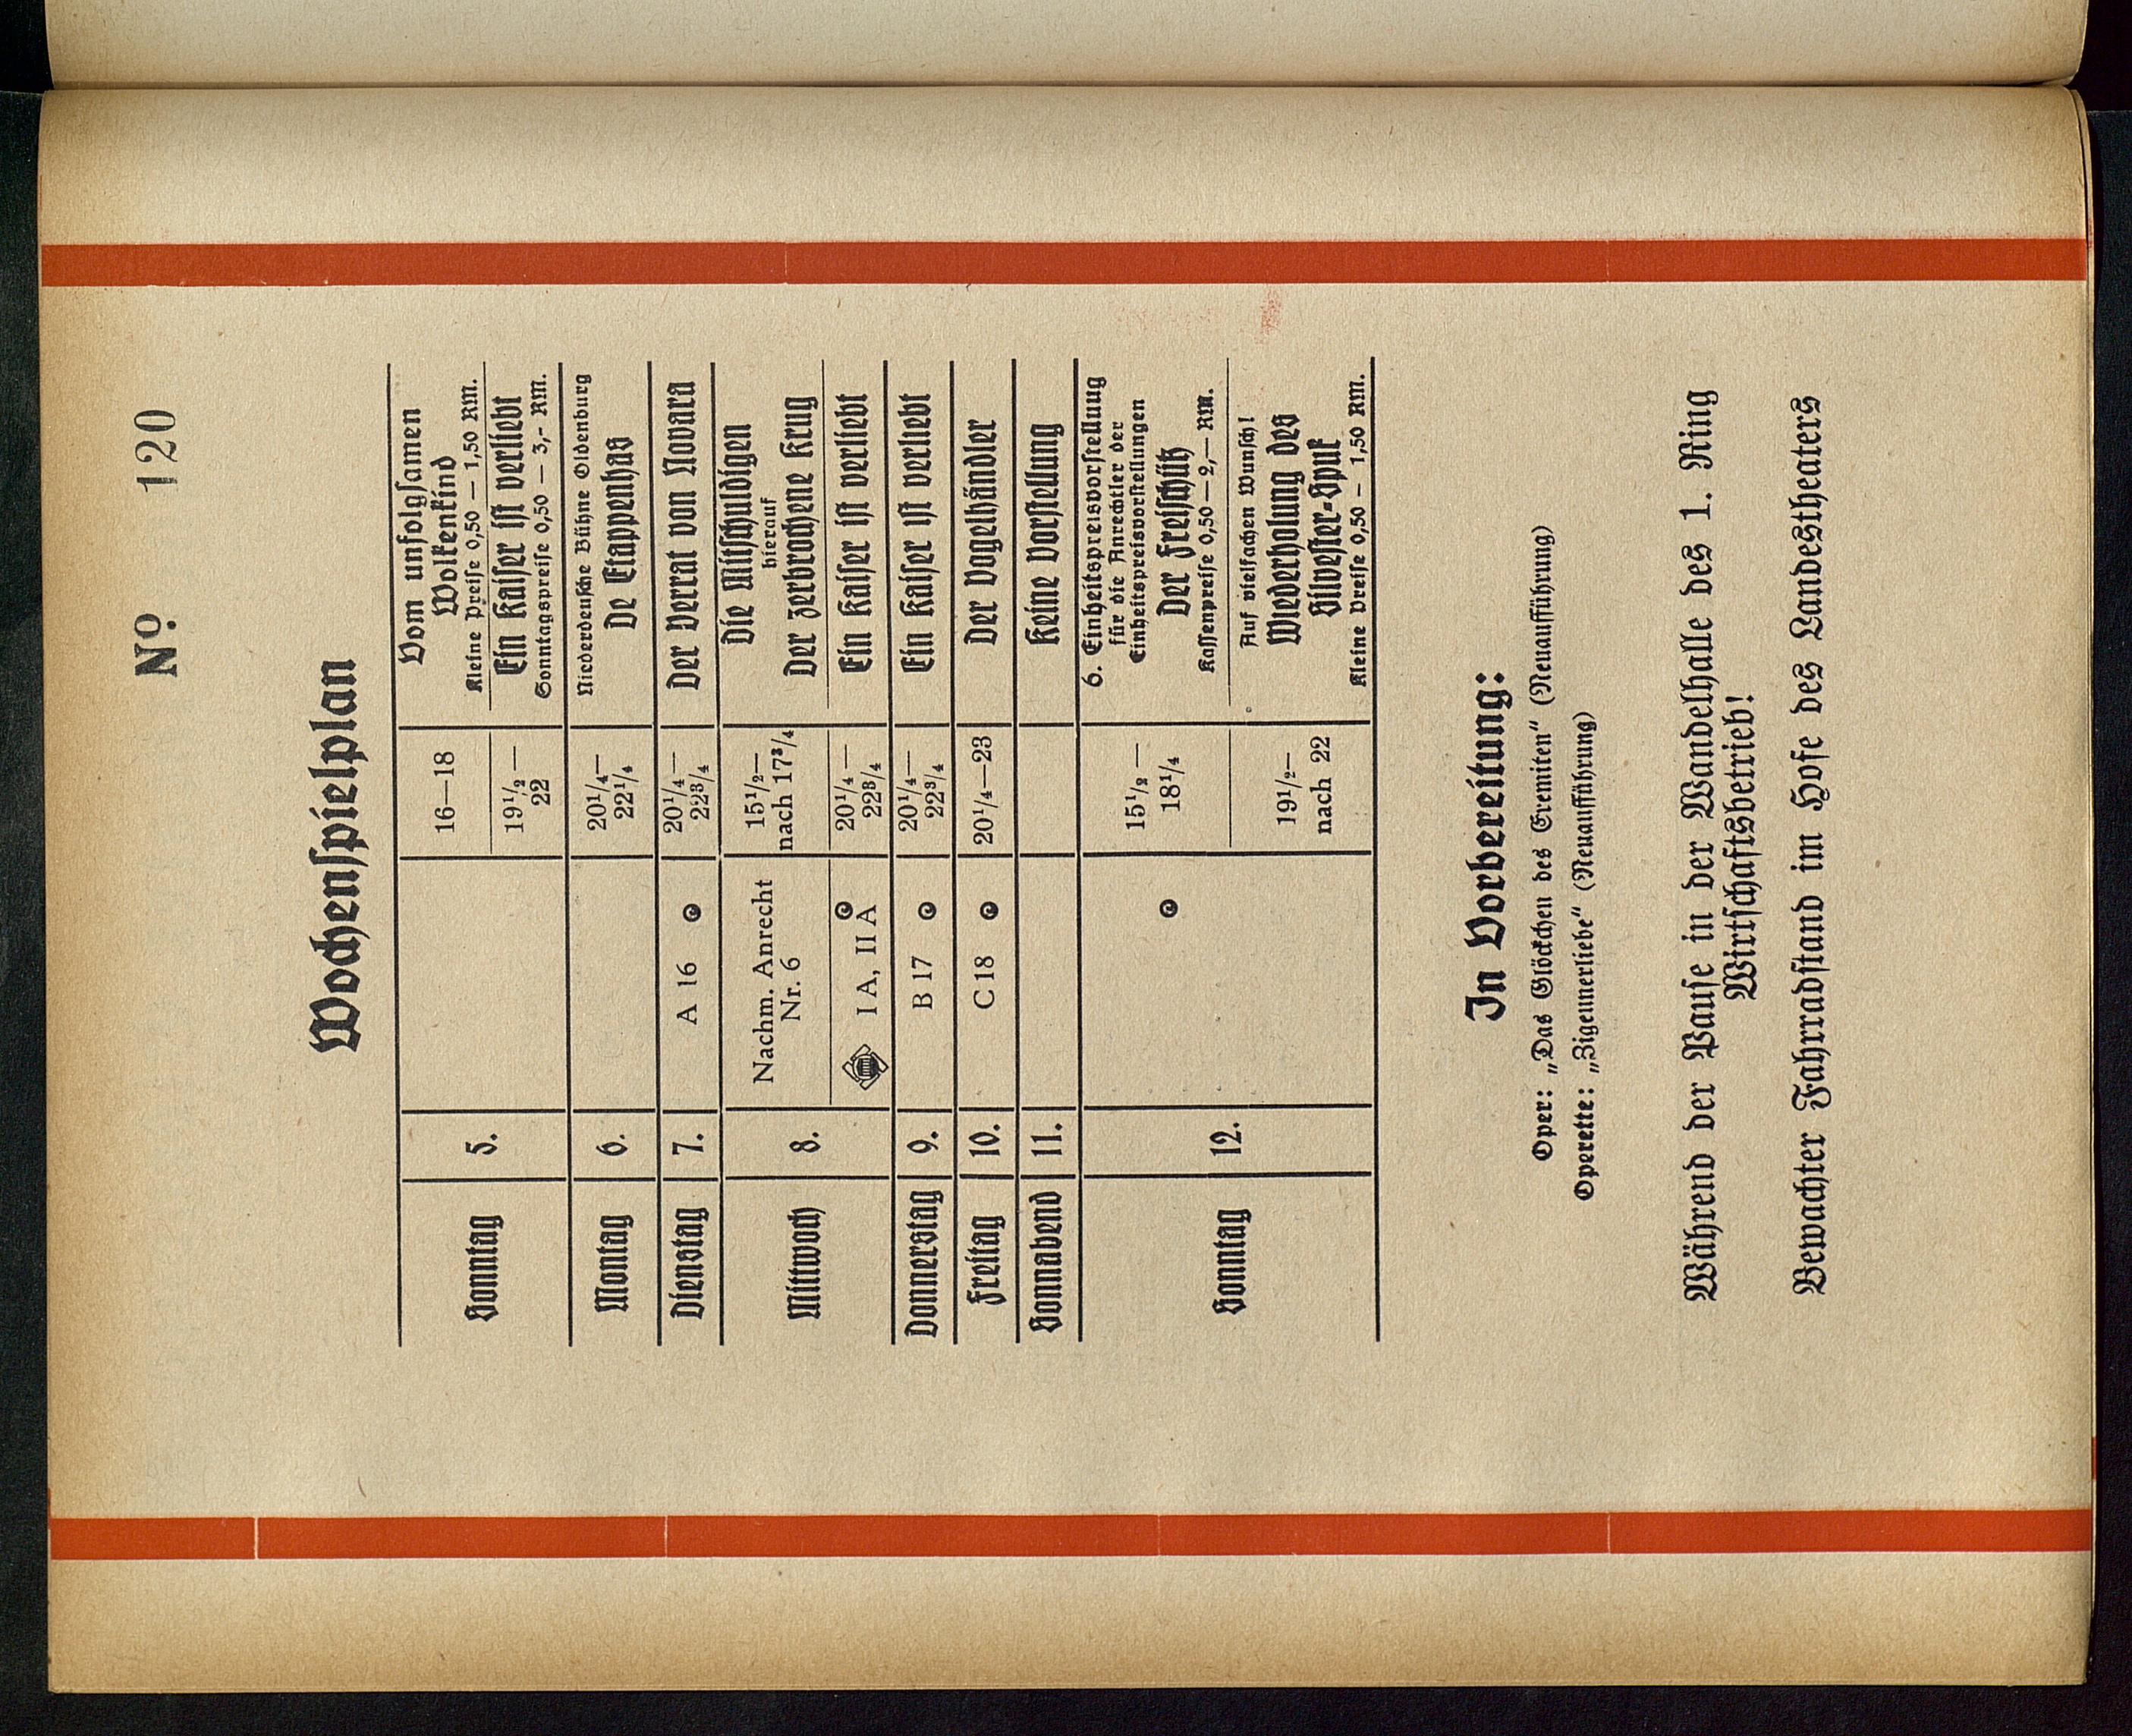 No 120
Wochenspielplan
Sonntag 5. 16—18 Vom unfolgsamen
Wolkenkind
Kleine Preise 0,50 — 1,50 RM.
19½—
22 Ein Kaiser ist verliebt
Sonntagspreise 0,50 — 3,- RM.
Montag 6. 20¼—
22¼ Niederdeutsche Bühne Oldenburg
De Etappenhas
Dienstag 7. A 16 20¼—
22¾ Der Verrat von Novara
Mittwoch 8. Nachm. Anrecht
Nr. 6 15½—
nach 17¾ Die Mitschuldigen
hierauf
Der zerbrochene Krug
I A, II A 20¼—
22¾ Ein Kaiser ist verliebt
Donnerstag 9. B 17 20¼—
22¾ Ein Kaiser ist verliebt
Freitag 10. C 18 20¼—23 Der Vogelhändler
Sonnabend 11. Keine Vorstellung
Sonntag 12. 15½—
18¼ 6. Einheitspreisvorstellung
für die Anrechtler der
Einheitspreisvorstellungen
Der Freischütz
Kassenpreise 0,50 — 2,— RM.
19½—
nach 22 Auf vielfachen Wunsch!
Wiederholung des
Silvester-Spuk
Kleine Preise 0,50 — 1,50 RM.
In Vorbereitung:
Oper: „Das Glöckchen des Eremiten“ (Neuaufführung)
Operette: „Zigeunerliebe“ (Neuaufführung)
Während der Pause in der Wandelhalle des 1. Ring
Wirtschaftsbetrieb!
Bewachter Fahrradstand im Hofe des Landestheaters